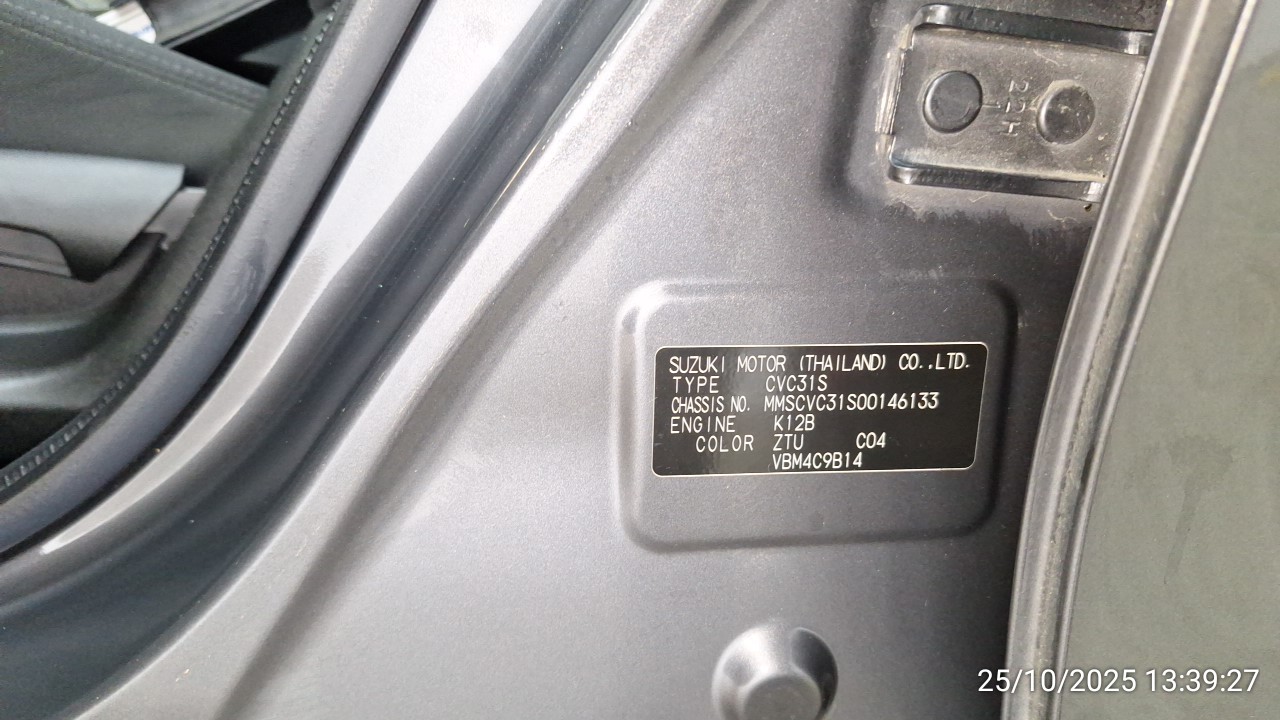 22H
SUZUKI MOTOR (THAILAND) CO.,LTD.
TYPE CVC31S
CHASSIS NO. MMSCVC31S00146133
ENGINE K12B
COLOR ZTU C04
VBM4C9B14
25/10/2025 13:39:27